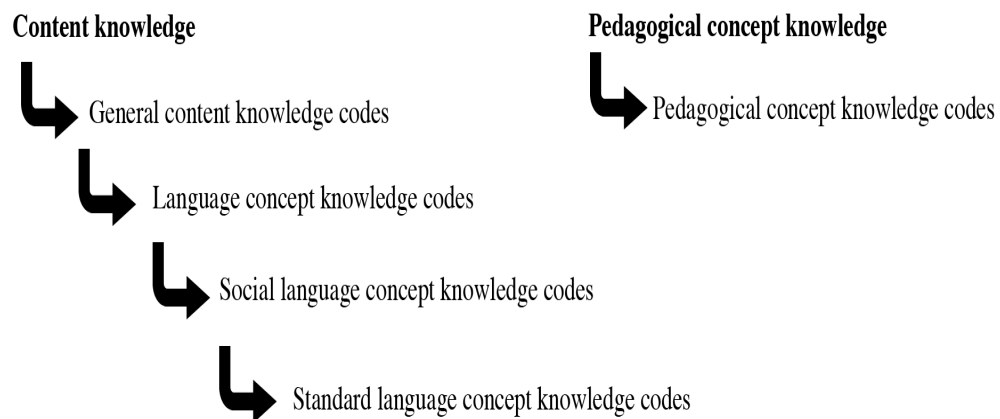 Content knowledge
General content knowledge codes
Language concept knowledge codes
Social language concept knowledge codes
Standard language concept knowledge codes
Pedagogical concept knowledge
Pedagogical concept knowledge codes